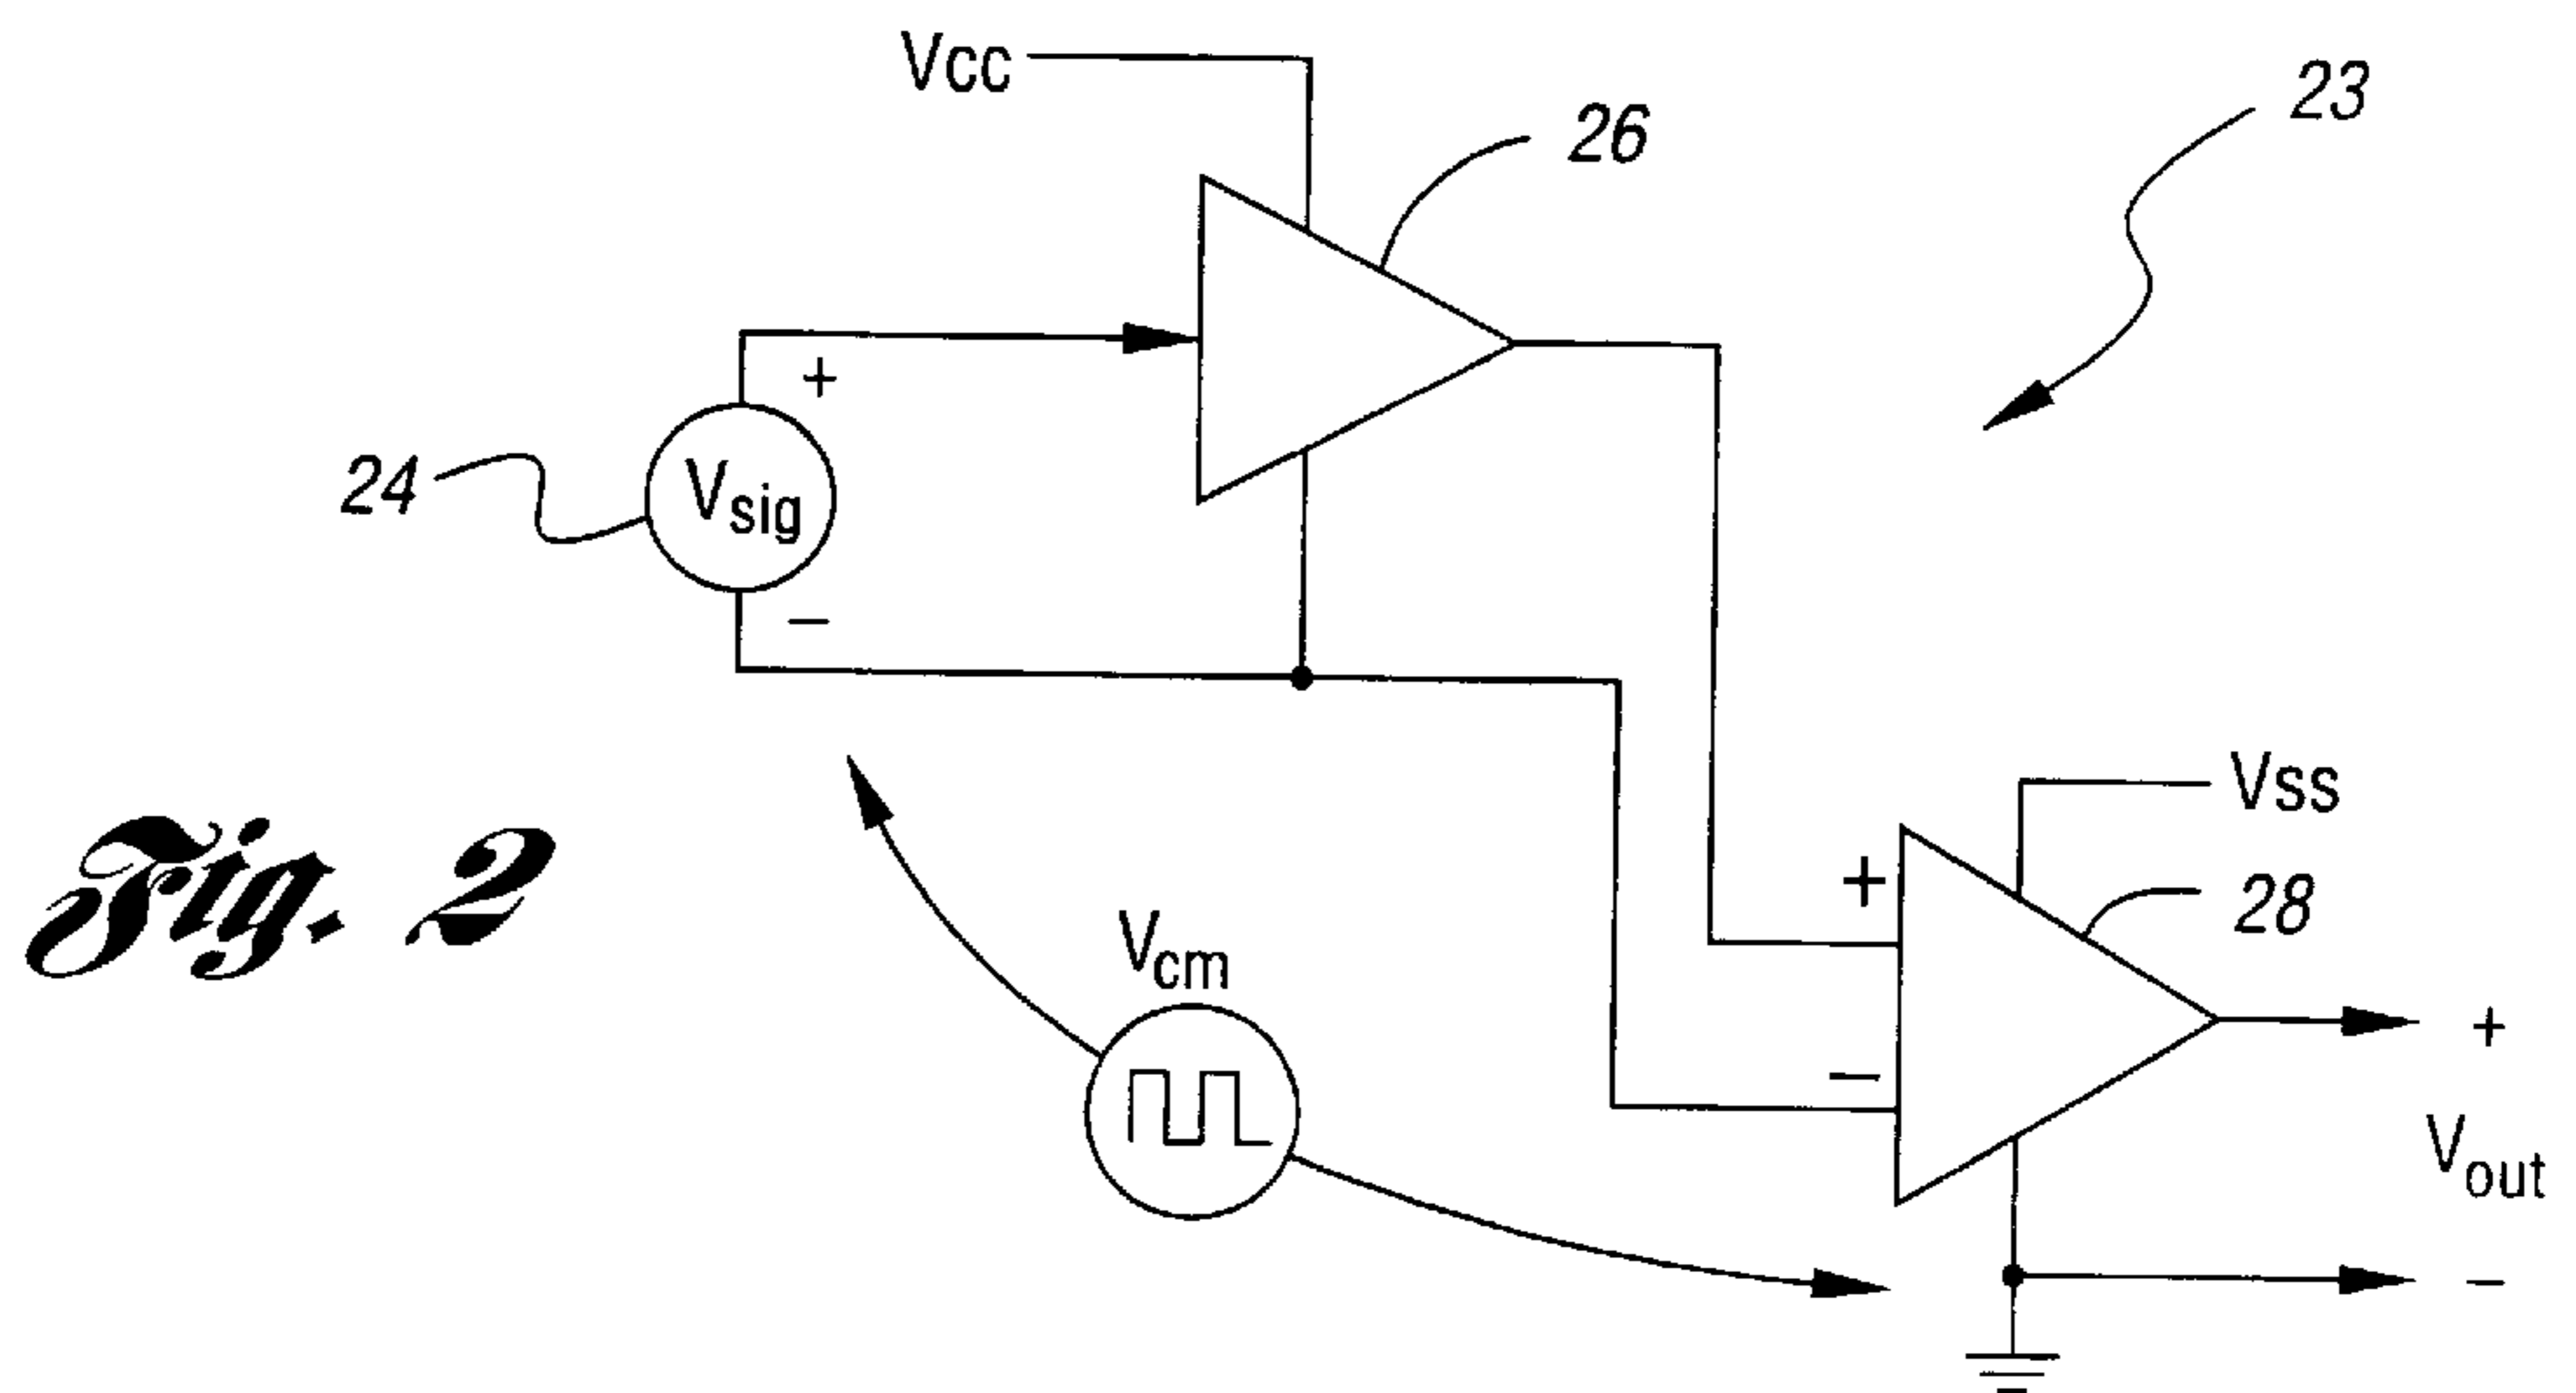 Vcc
26
23
+
24
Vsig
–
Vss
+
28
Fig. 2
Vcm
+
–
Vout
–